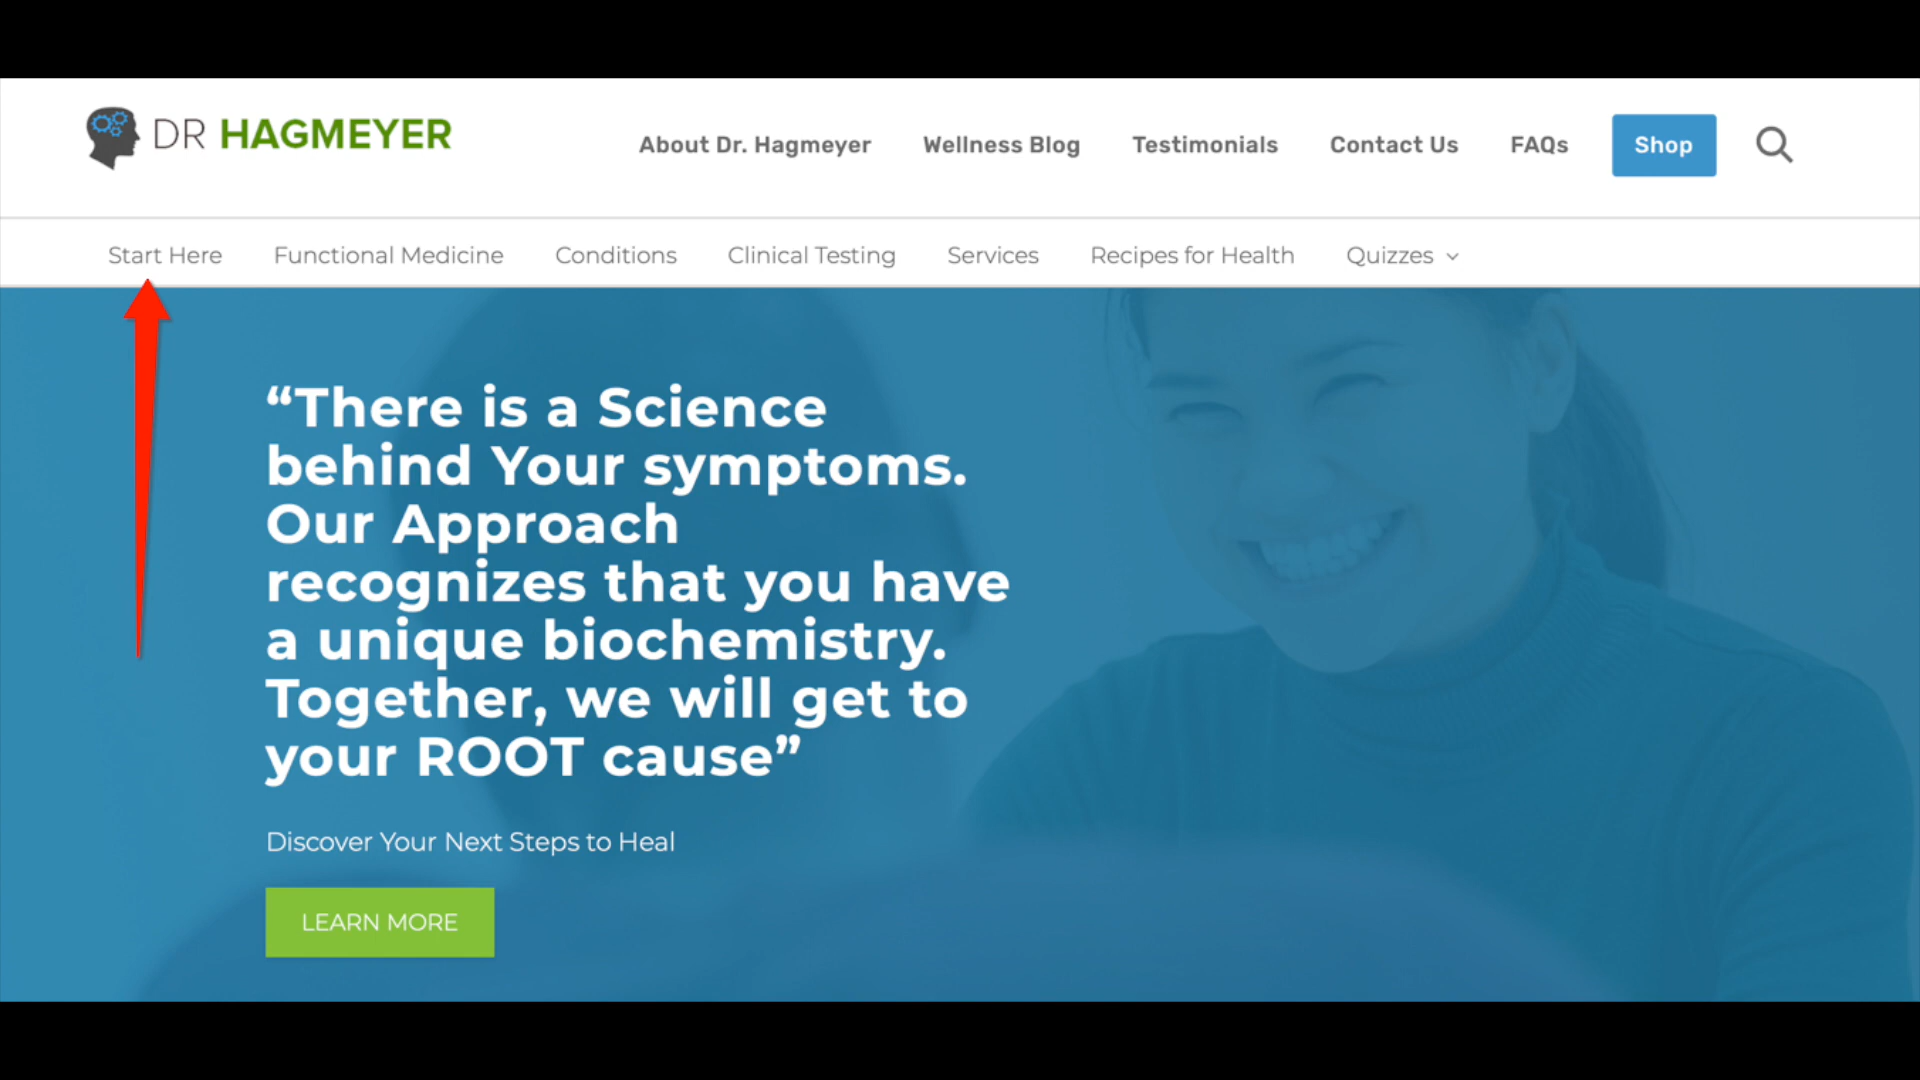 DR HAGMEYER
About Dr. Hagmeyer Wellness Blog Testimonials Contact Us FAQs Shop
Start Here Functional Medicine Conditions Clinical Testing Services Recipes for Health Quizzes
“There is a Science
behind Your symptoms.
Our Approach
recognizes that you have
a unique biochemistry.
Together, we will get to
your ROOT cause”
Discover Your Next Steps to Heal
LEARN MORE